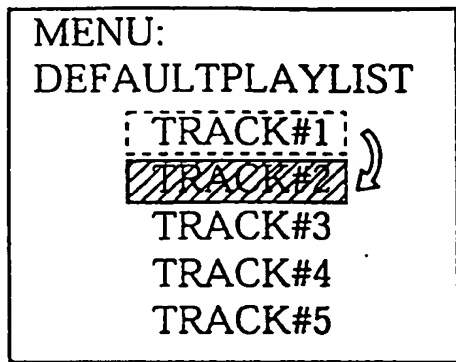 MENU:
DEFAULTPLAYLIST
TRACK#1
TRACK#2
TRACK#3
TRACK#4
TRACK#5